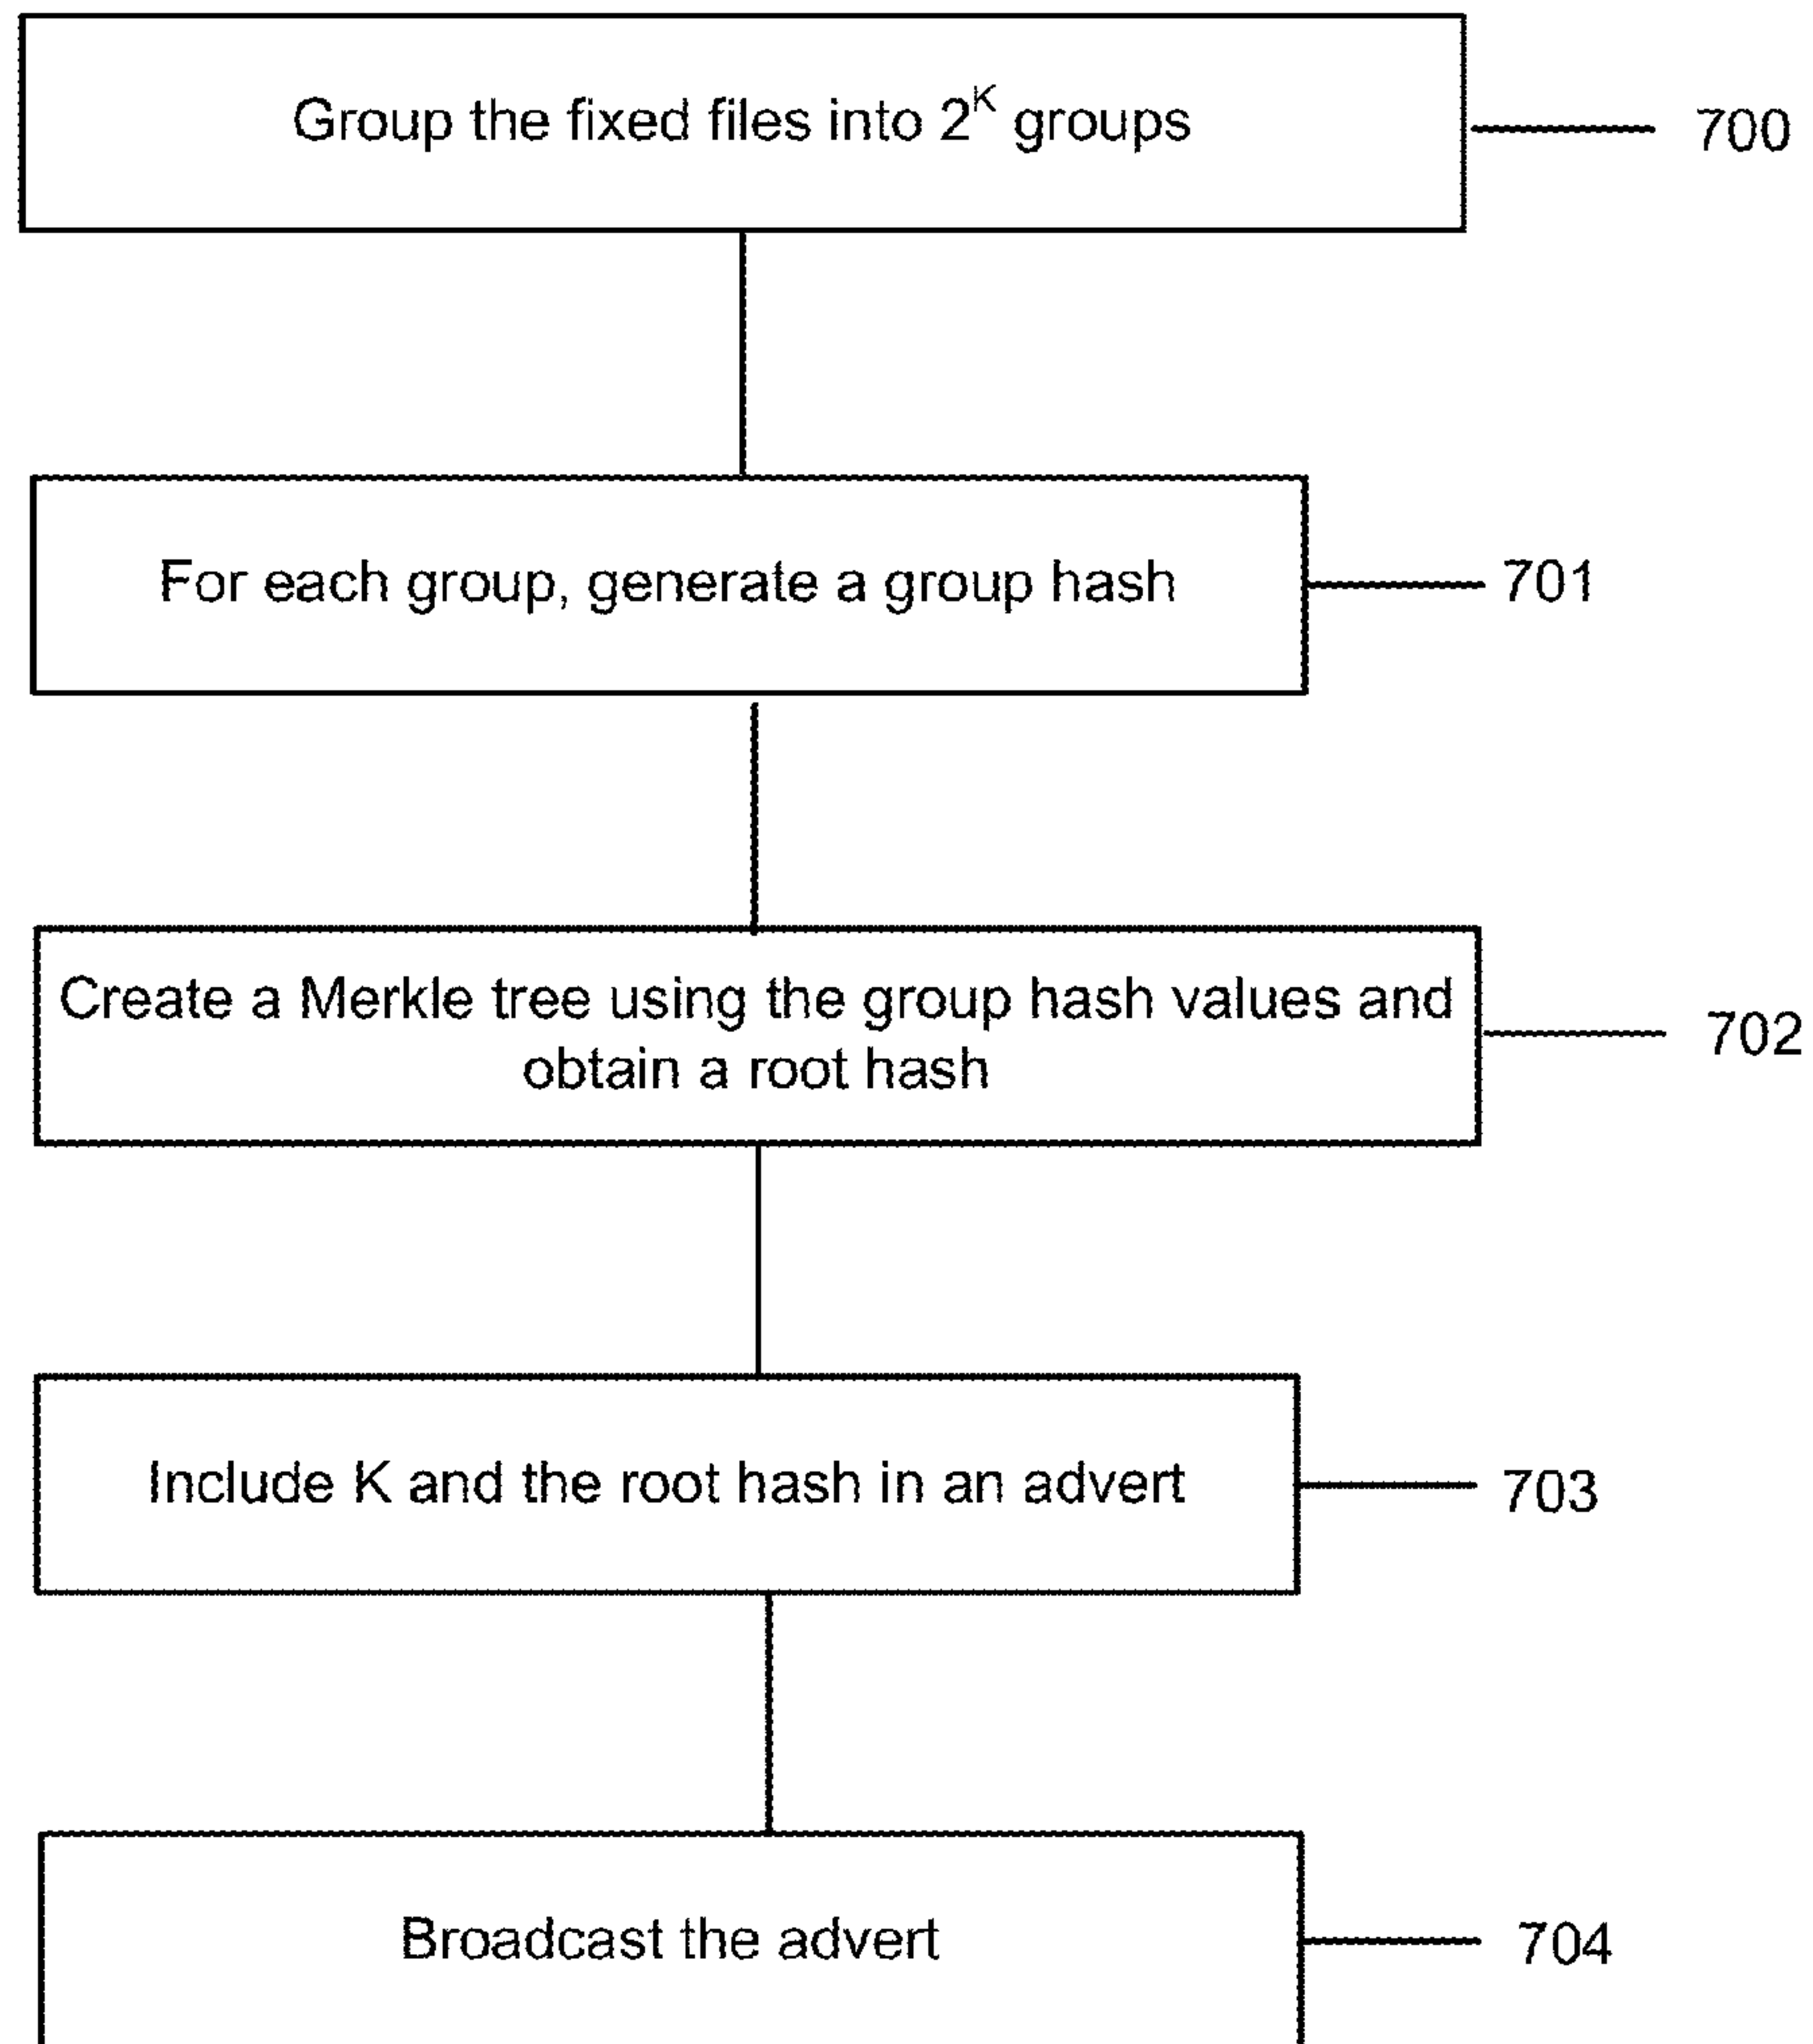 Group the fixed files into 2^K groups
700
For each group, generate a group hash
701
Create a Merkle tree using the group hash values and
obtain a root hash
702
Include K and the root hash in an advert
703
Broadcast the advert
704